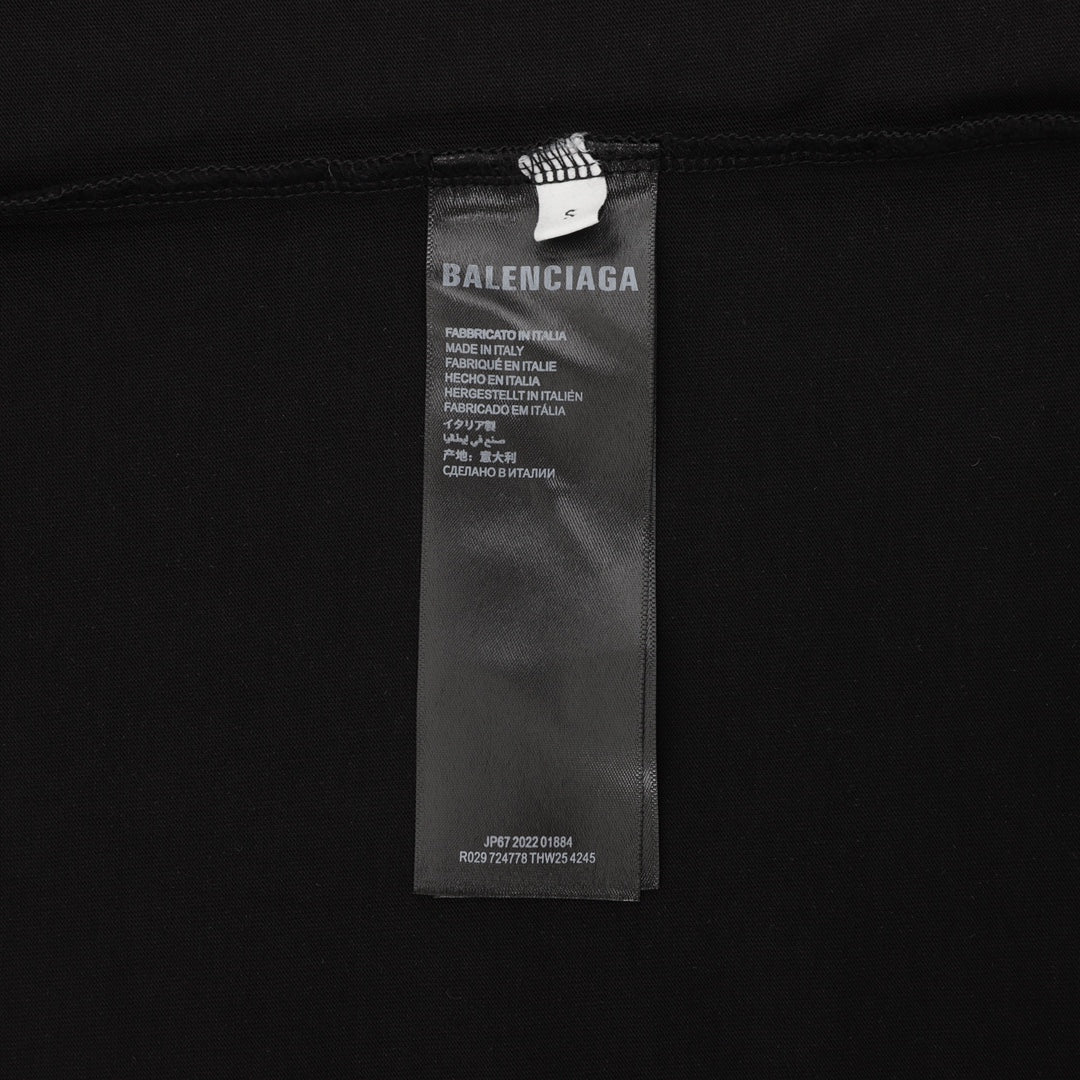 S
BALENCIAGA
FABBRICATO IN ITALIA
MADE IN ITALY
FABRIQUÉ EN ITALIE
HECHO EN ITALIA
HERGESTELLT IN ITALIEN
FABRICADO EM ITÁLIA
イタリア製
صنع في إيطاليا
产地：意大利
СДЕЛАНО В ИТАЛИИ
JP67 2022 01884
R029 724778 THW25 4245